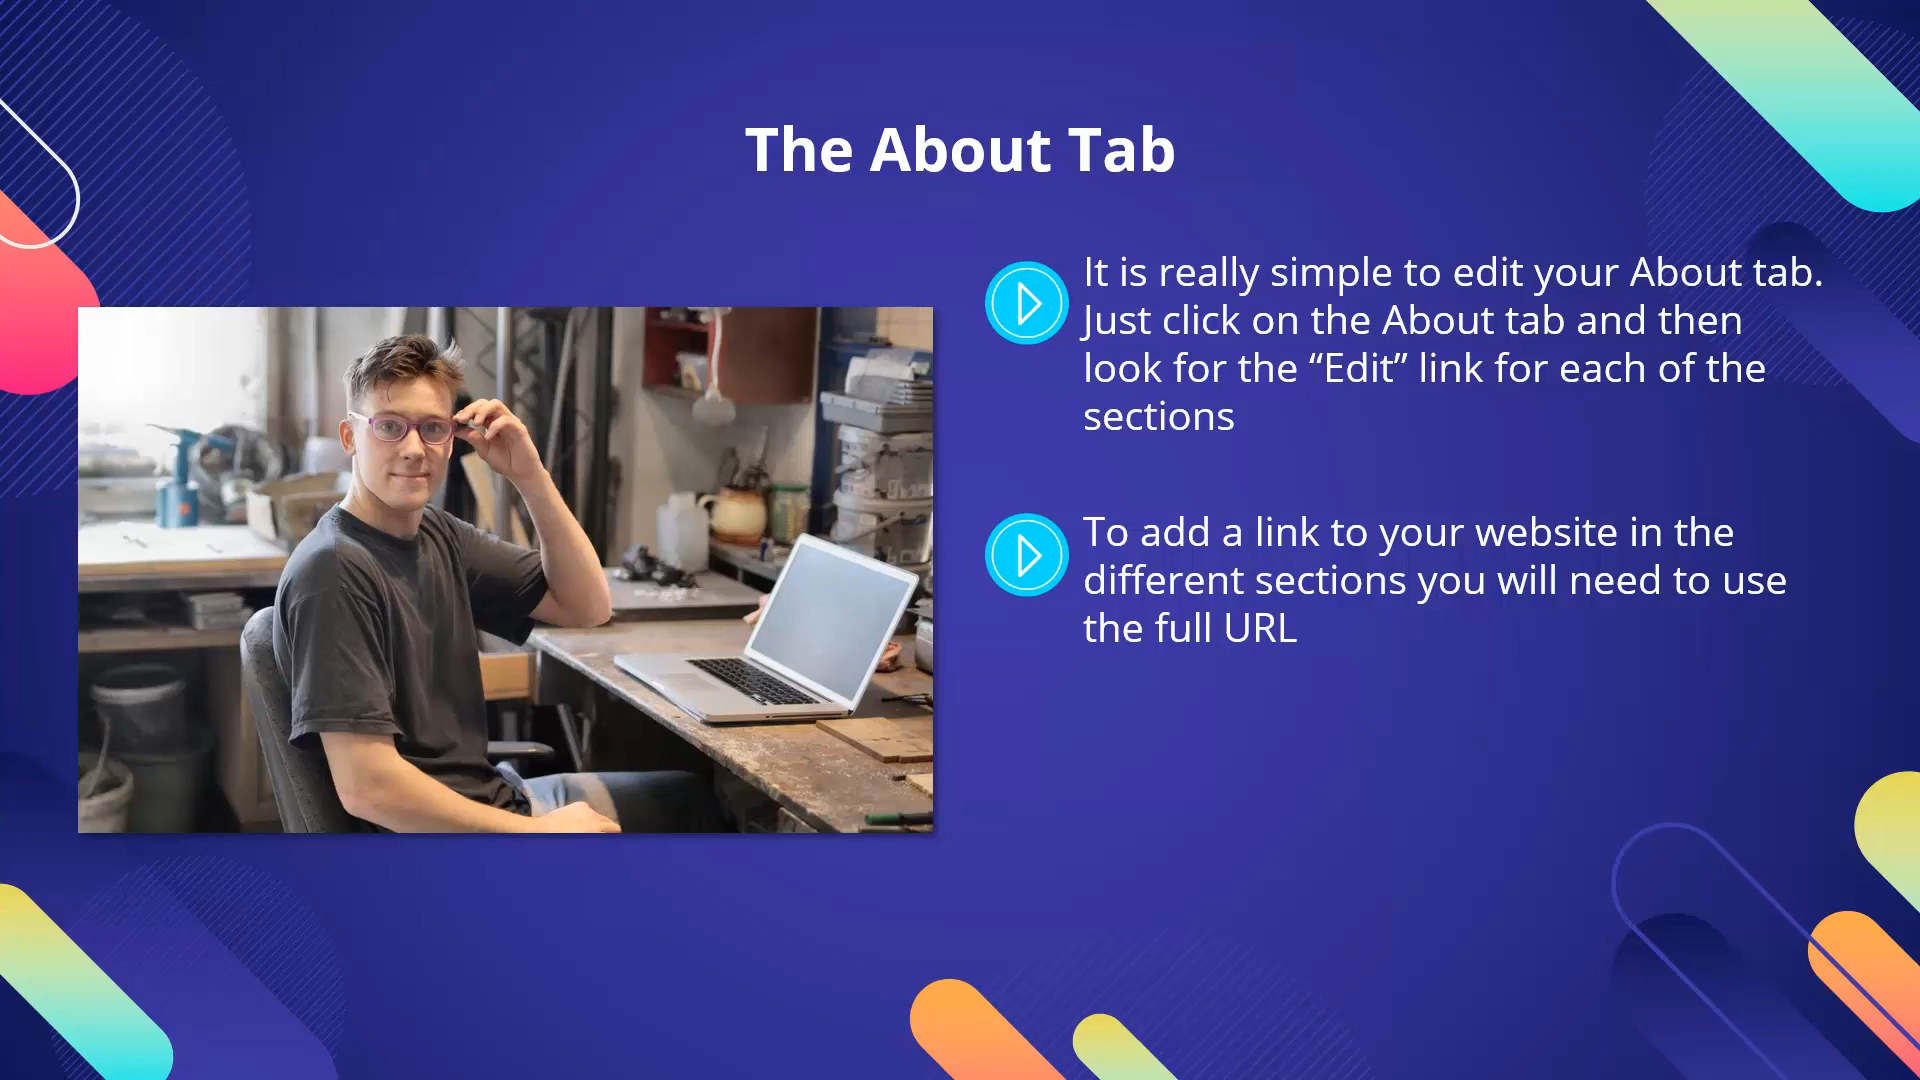 The About Tab
It is really simple to edit your About tab.
Just click on the About tab and then
look for the “Edit” link for each of the
sections
To add a link to your website in the
different sections you will need to use
the full URL